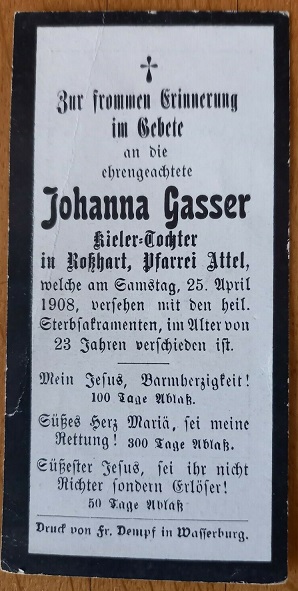 Zur frommen Erinnerung
im Gebete
an die
ehrengeachtete
Johanna Gasser
Kieler-Tochter
in Roßhart, Pfarrei Attel,
welche am Samstag, 25. April
1908, versehen mit den heil.
Sterbsakramenten, im Alter von
23 Jahren verschieden ist.
Mein Jesus, Barmherzigkeit!
100 Tage Ablaß.
Süßes Herz Mariä, sei meine
Rettung! 300 Tage Ablaß.
Süßester Jesus, sei ihr nicht
Richter sondern Erlöser!
50 Tage Ablaß
Druck von Fr. Dempf in Wasserburg.